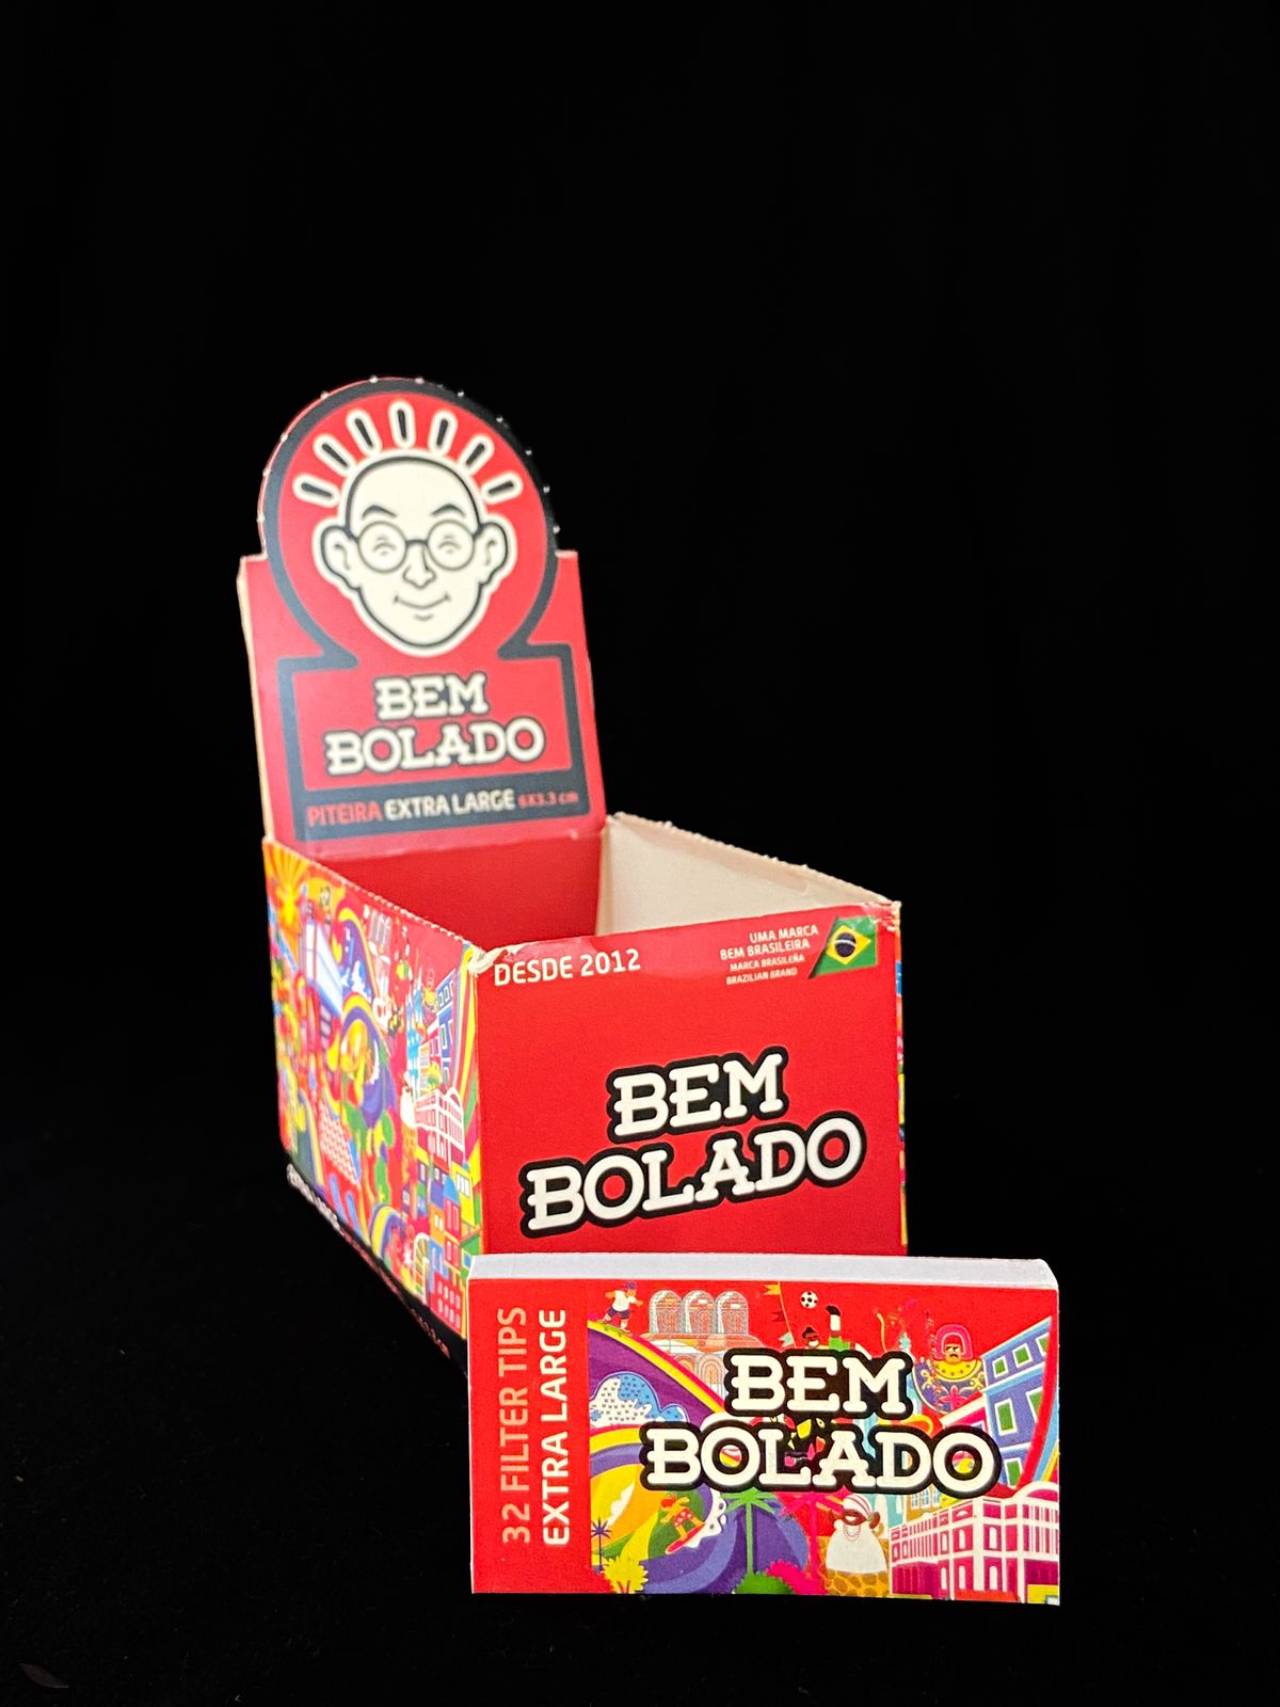 BEM
BOLADO
PITEIRA EXTRA LARGE 6X3.3 cm
DESDE 2012
UMA MARCA
BEM BRASILEIRA
MARCA BRASILEÑA
BRAZILIAN BRAND
BEM
BOLADO
32 FILTER TIPS
EXTRA LARGE
BEM
BOLADO